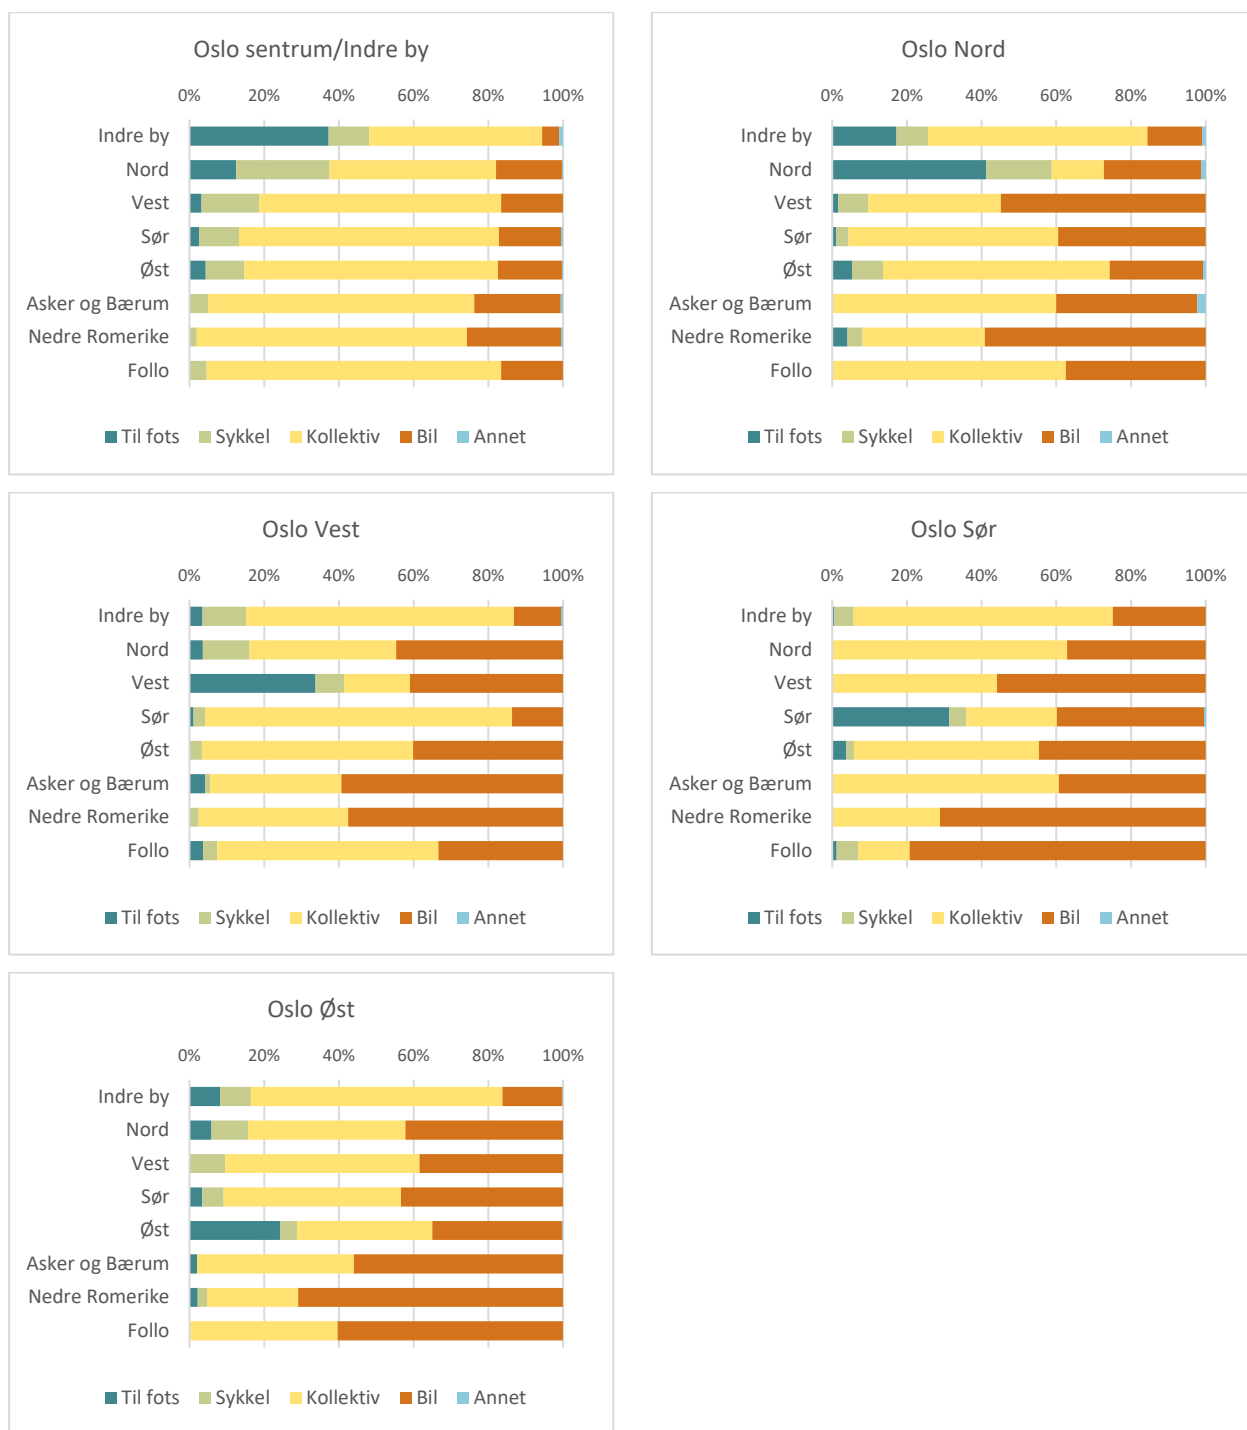 Oslo sentrum/Indre by
0% 20% 40% 60% 80% 100%
Indre by
Nord
Vest
Sør
Øst
Asker og Bærum
Nedre Romerike
Follo
Til fots Sykkel Kollektiv Bil Annet
Oslo Nord
0% 20% 40% 60% 80% 100%
Indre by
Nord
Vest
Sør
Øst
Asker og Bærum
Nedre Romerike
Follo
Til fots Sykkel Kollektiv Bil Annet
Oslo Vest
0% 20% 40% 60% 80% 100%
Indre by
Nord
Vest
Sør
Øst
Asker og Bærum
Nedre Romerike
Follo
Til fots Sykkel Kollektiv Bil Annet
Oslo Sør
0% 20% 40% 60% 80% 100%
Indre by
Nord
Vest
Sør
Øst
Asker og Bærum
Nedre Romerike
Follo
Til fots Sykkel Kollektiv Bil Annet
Oslo Øst
0% 20% 40% 60% 80% 100%
Indre by
Nord
Vest
Sør
Øst
Asker og Bærum
Nedre Romerike
Follo
Til fots Sykkel Kollektiv Bil Annet